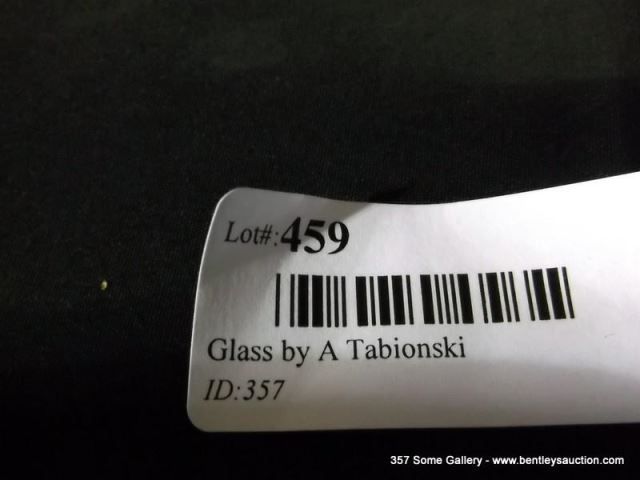 Lot#:459
Glass by A Tabionski
ID:357
357 Some Gallery - www.bentleysauction.com